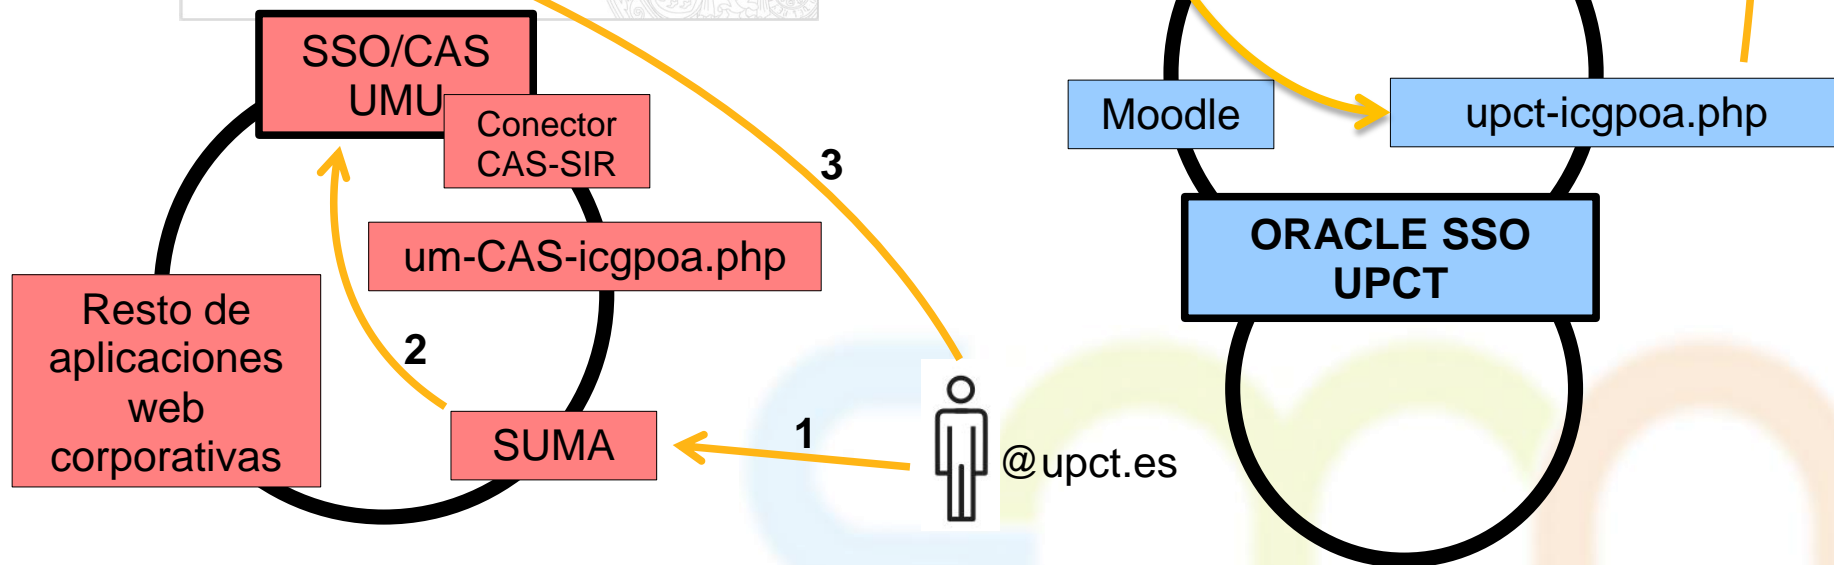 SSO/CAS
UMU
Conector
CAS-SIR
um-CAS-icgpoa.php
Resto de
aplicaciones
web
corporativas
SUMA
2
1
3
@upct.es
Moodle
upct-icgpoa.php
ORACLE SSO
UPCT